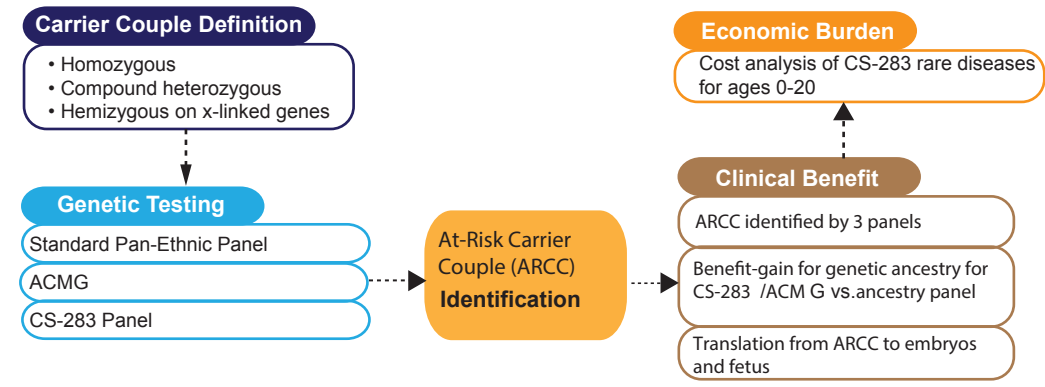 Carrier Couple Definition
• Homozygous
• Compound heterozygous
• Hemizygous on x-linked genes
Genetic Testing
Standard Pan-Ethnic Panel
ACMG
CS-283 Panel
At-Risk Carrier
Couple (ARCC)
Identification
Economic Burden
Cost analysis of CS-283 rare diseases
for ages 0-20
Clinical Benefit
ARCC identified by 3 panels
Benefit-gain for genetic ancestry for
CS-283 /ACM G vs.ancestry panel
Translation from ARCC to embryos
and fetus